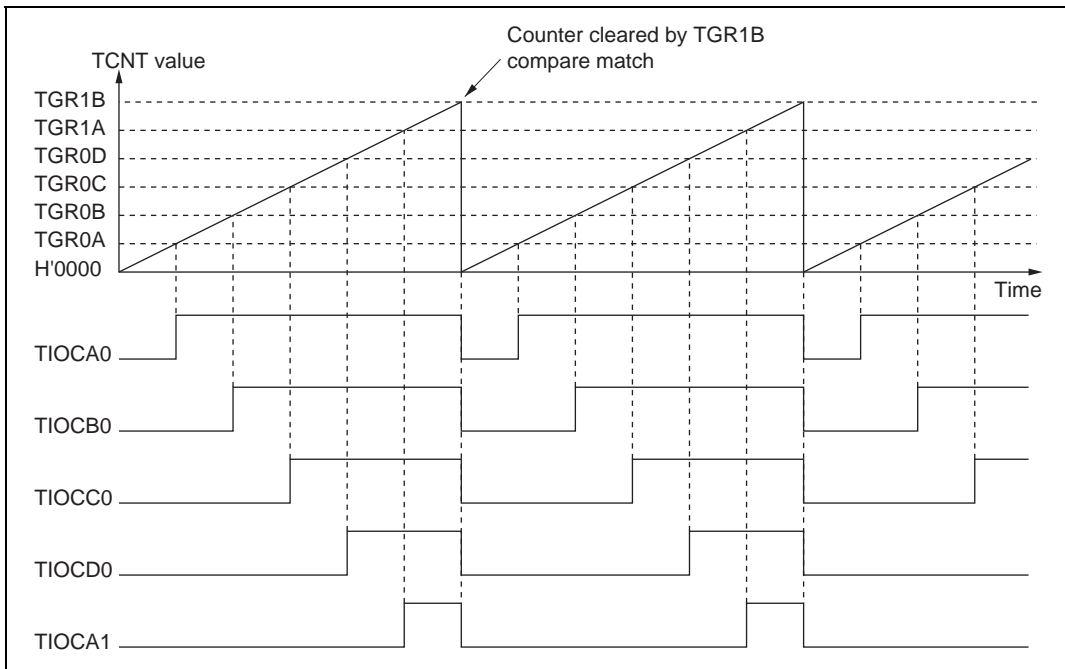 Counter cleared by TGR1B
compare match
TCNT value
TGR1B
TGR1A
TGR0D
TGR0C
TGR0B
TGR0A
H'0000
Time
TIOCA0
TIOCB0
TIOCC0
TIOCD0
TIOCA1